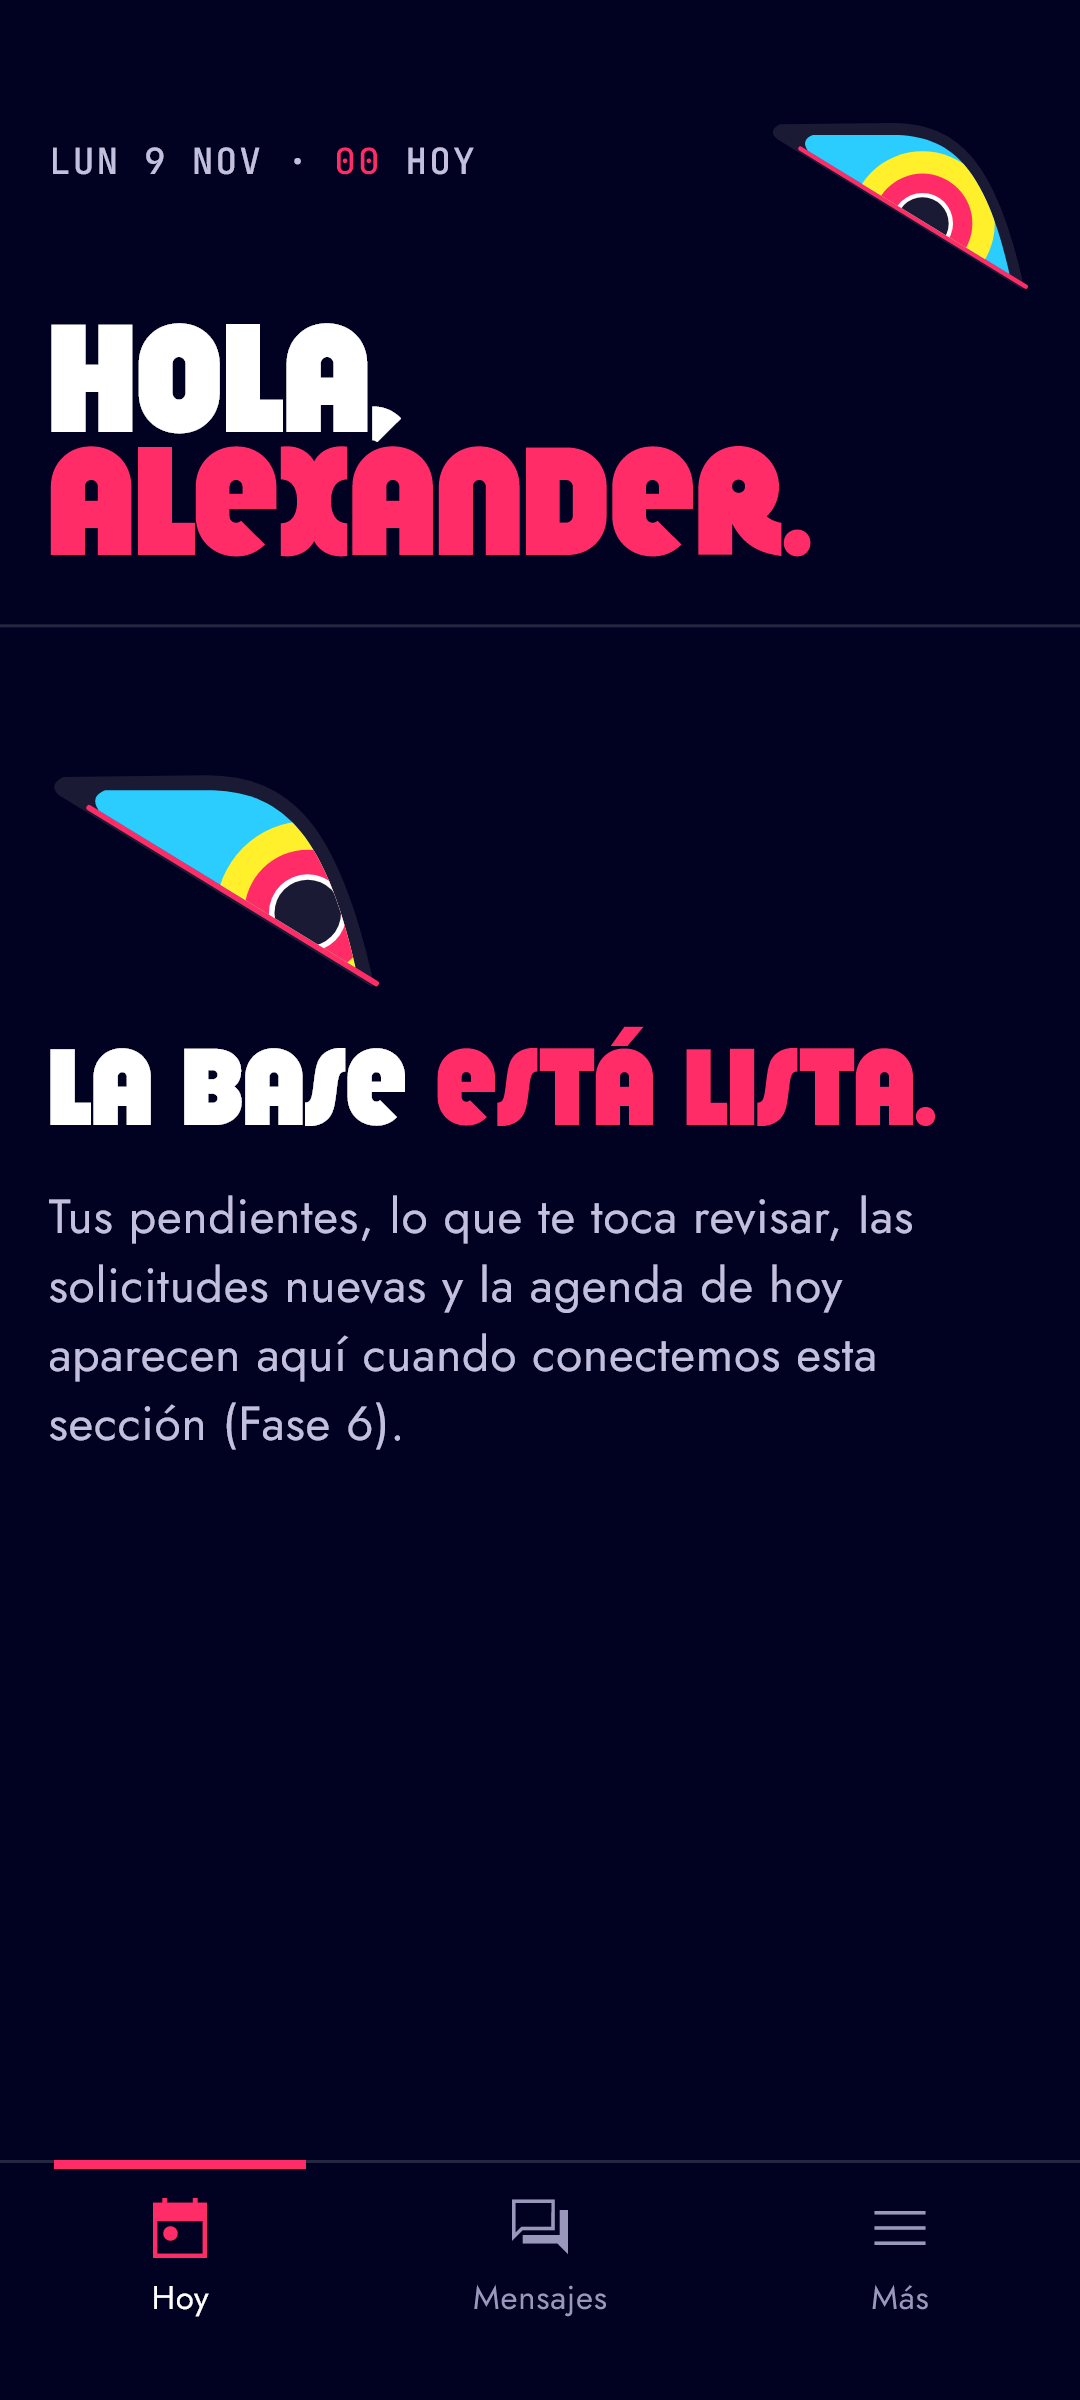 LUN 9 NOV · 00 HOY
HOLA,
ALEXANDER.
LA BASE ESTÁ LISTA.
Tus pendientes, lo que te toca revisar, las
solicitudes nuevas y la agenda de hoy
aparecen aquí cuando conectemos esta
sección (Fase 6).
Hoy
Mensajes
Más